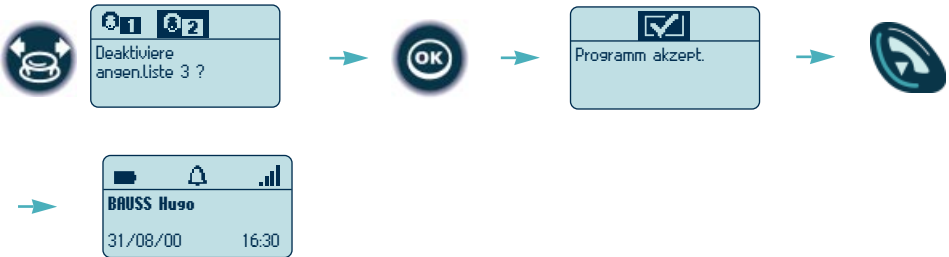 1 2
Deaktiviere
angen.liste 3 ?
OK
Programm akzept.
BAUSS Hugo
31/08/00 16:30